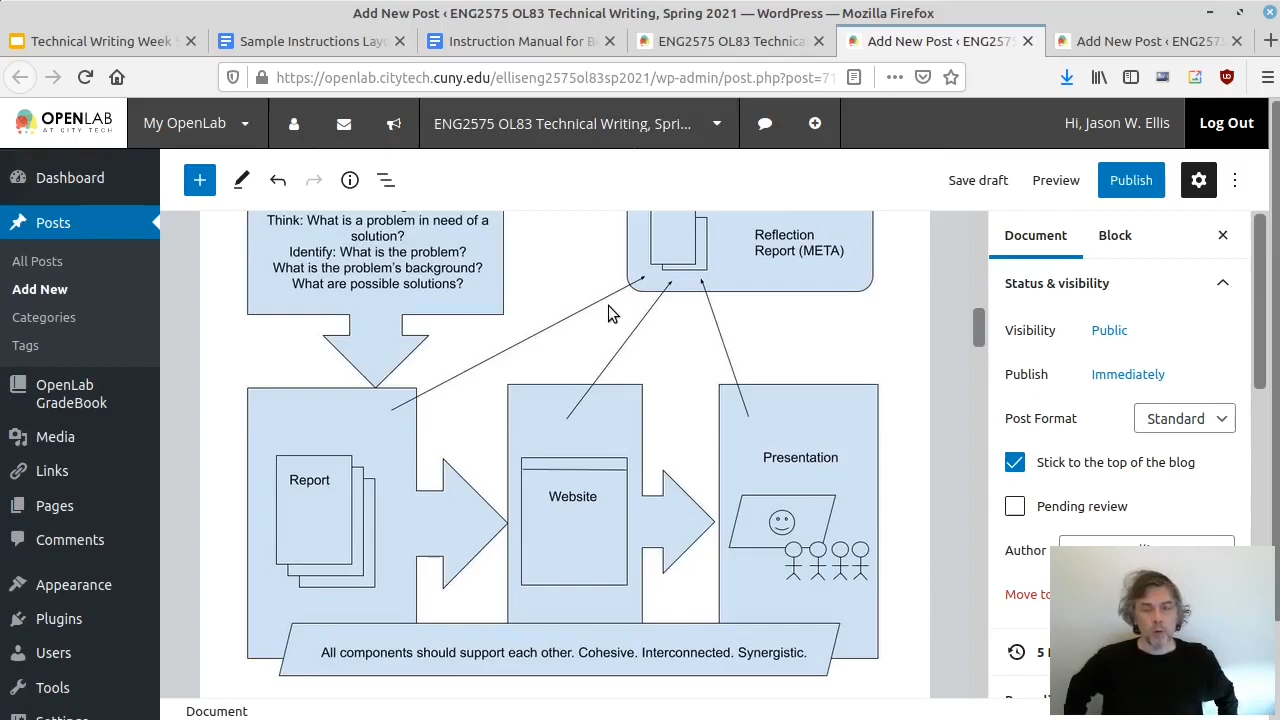 Add New Post ‹ ENG2575 OL83 Technical Writing, Spring 2021 — WordPress — Mozilla Firefox
Technical Writing Week
Sample Instructions Layo
Instruction Manual for B
ENG2575 OL83 Technica
Add New Post ‹ ENG2575
Add New Post ‹ ENG2575
https://openlab.citytech.cuny.edu/elliseng2575ol83sp2021/wp-admin/post.php?post=71
OPENLAB
AT CITY TECH
My OpenLab
ENG2575 OL83 Technical Writing, Spri...
Hi, Jason W. Ellis
Log Out
Dashboard
Posts
All Posts
Add New
Categories
Tags
OpenLab
GradeBook
Media
Links
Pages
Comments
Appearance
Plugins
Users
Tools
Save draft
Preview
Publish
Think: What is a problem in need of a
solution?
Identify: What is the problem?
What is the problem's background?
What are possible solutions?
Reflection
Report (META)
Report
Website
Presentation
All components should support each other. Cohesive. Interconnected. Synergistic.
Document
Document
Block
Status & visibility
Visibility
Public
Publish
Immediately
Post Format
Standard
Stick to the top of the blog
Pending review
Author
Move to
5